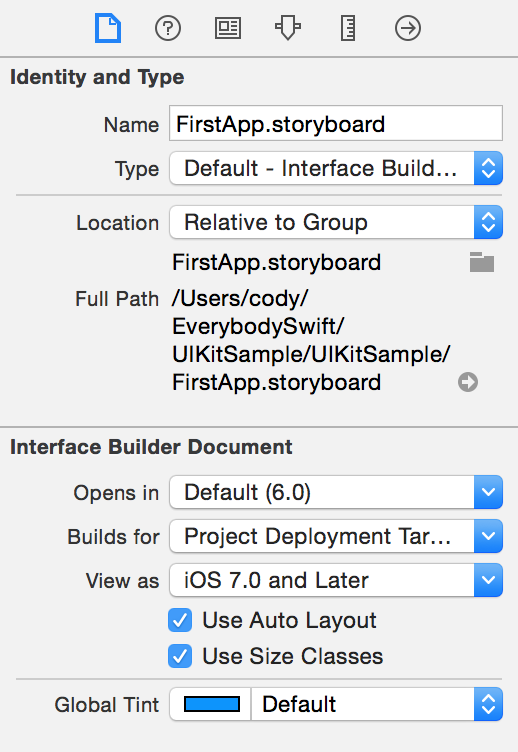 Identity and Type
Name FirstApp.storyboard
Type Default - Interface Build...
Location Relative to Group
FirstApp.storyboard
Full Path /Users/cody/
EverybodySwift/
UIKitSample/UIKitSample/
FirstApp.storyboard
Interface Builder Document
Opens in Default (6.0)
Builds for Project Deployment Tar...
View as iOS 7.0 and Later
Use Auto Layout
Use Size Classes
Global Tint Default